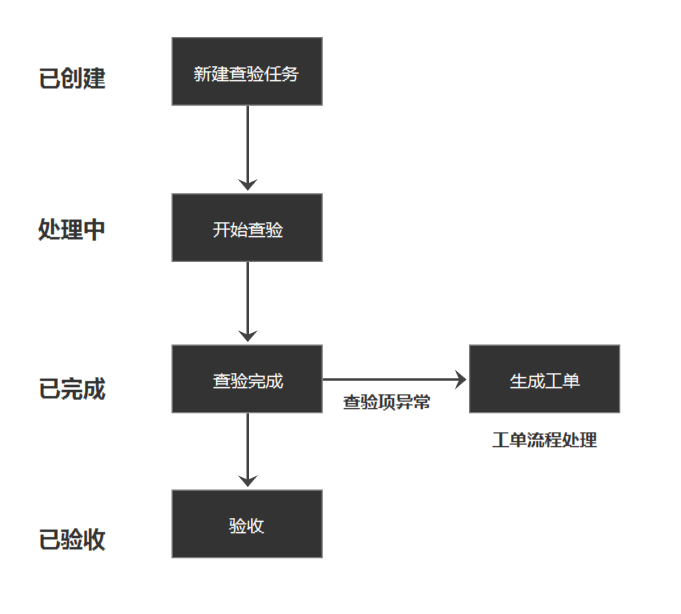 已创建
新建查验任务
处理中
开始查验
已完成
查验完成
查验项异常
生成工单
工单流程处理
已验收
验收